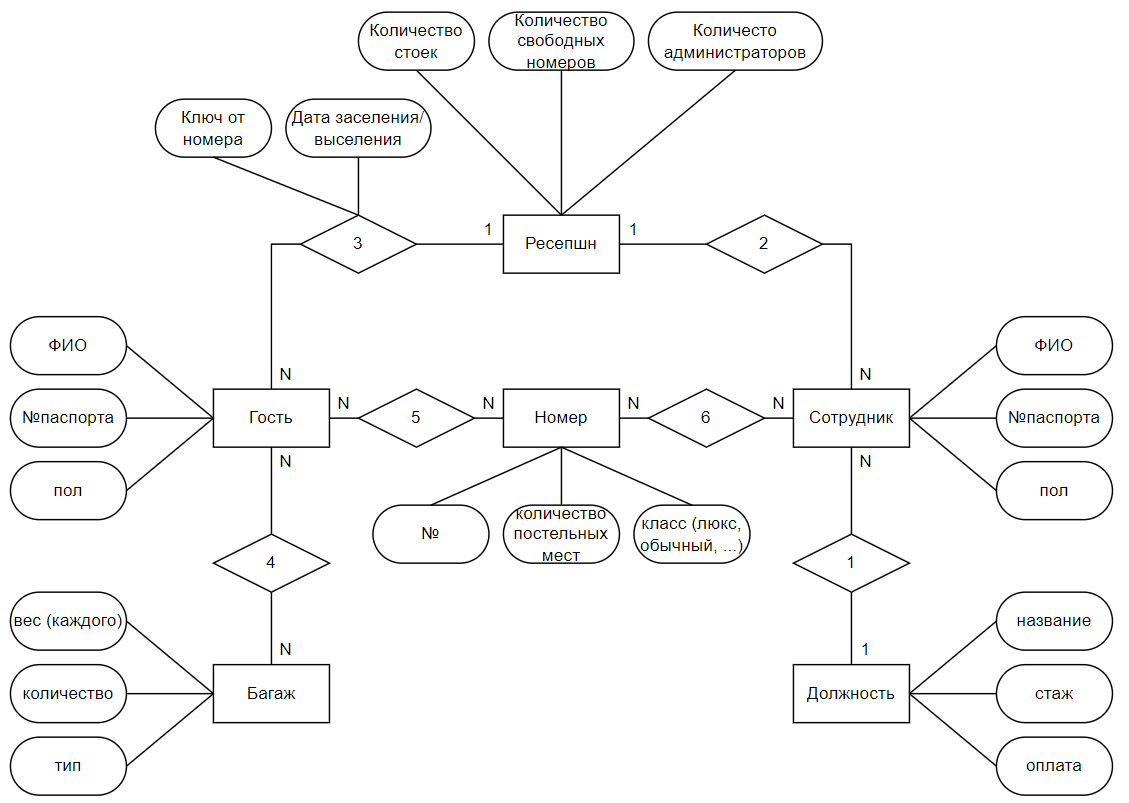 Количество
стоек
Количество
свободных
номеров
Количесто
администраторов
Ключ от
номера
Дата заселения/
выселения
3
1
Ресепшн
1
2
ФИО
N
N
ФИО
№паспорта
Гость
N
5
N
Номер
N
6
N
Сотрудник
№паспорта
пол
N
N
пол
№
количество
постельных
мест
класс (люкс,
обычный, ...)
4
1
вес (каждого)
N
1
название
количество
Багаж
Должность
стаж
тип
оплата